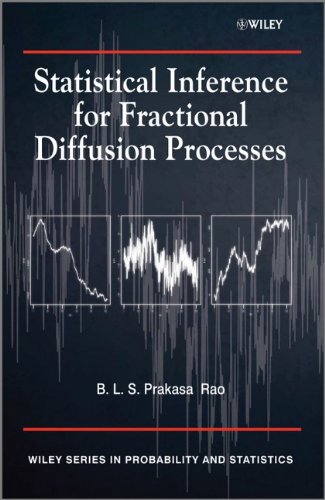 WILEY
Statistical Inference
for Fractional
Diffusion Processes
B. L. S. Prakasa Rao
WILEY SERIES IN PROBABILITY AND STATISTICS